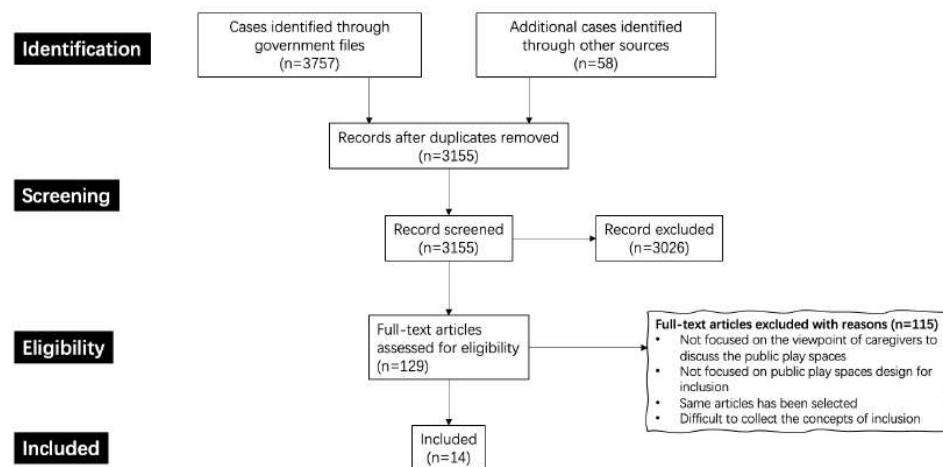 Identification
Cases identified through
government files
(n=3757)
Additional cases identified
through other sources
(n=58)
Records after duplicates removed
(n=3155)
Screening
Record screened
(n=3155)
Record excluded
(n=3026)
Eligibility
Full-text articles
assessed for eligibility
(n=129)
Full-text articles excluded with reasons (n=115)
• Not focused on the viewpoint of caregivers to
discuss the public play spaces
• Not focused on public play spaces design for
inclusion
• Same articles has been selected
• Difficult to collect the concepts of inclusion
Included
Included
(n=14)